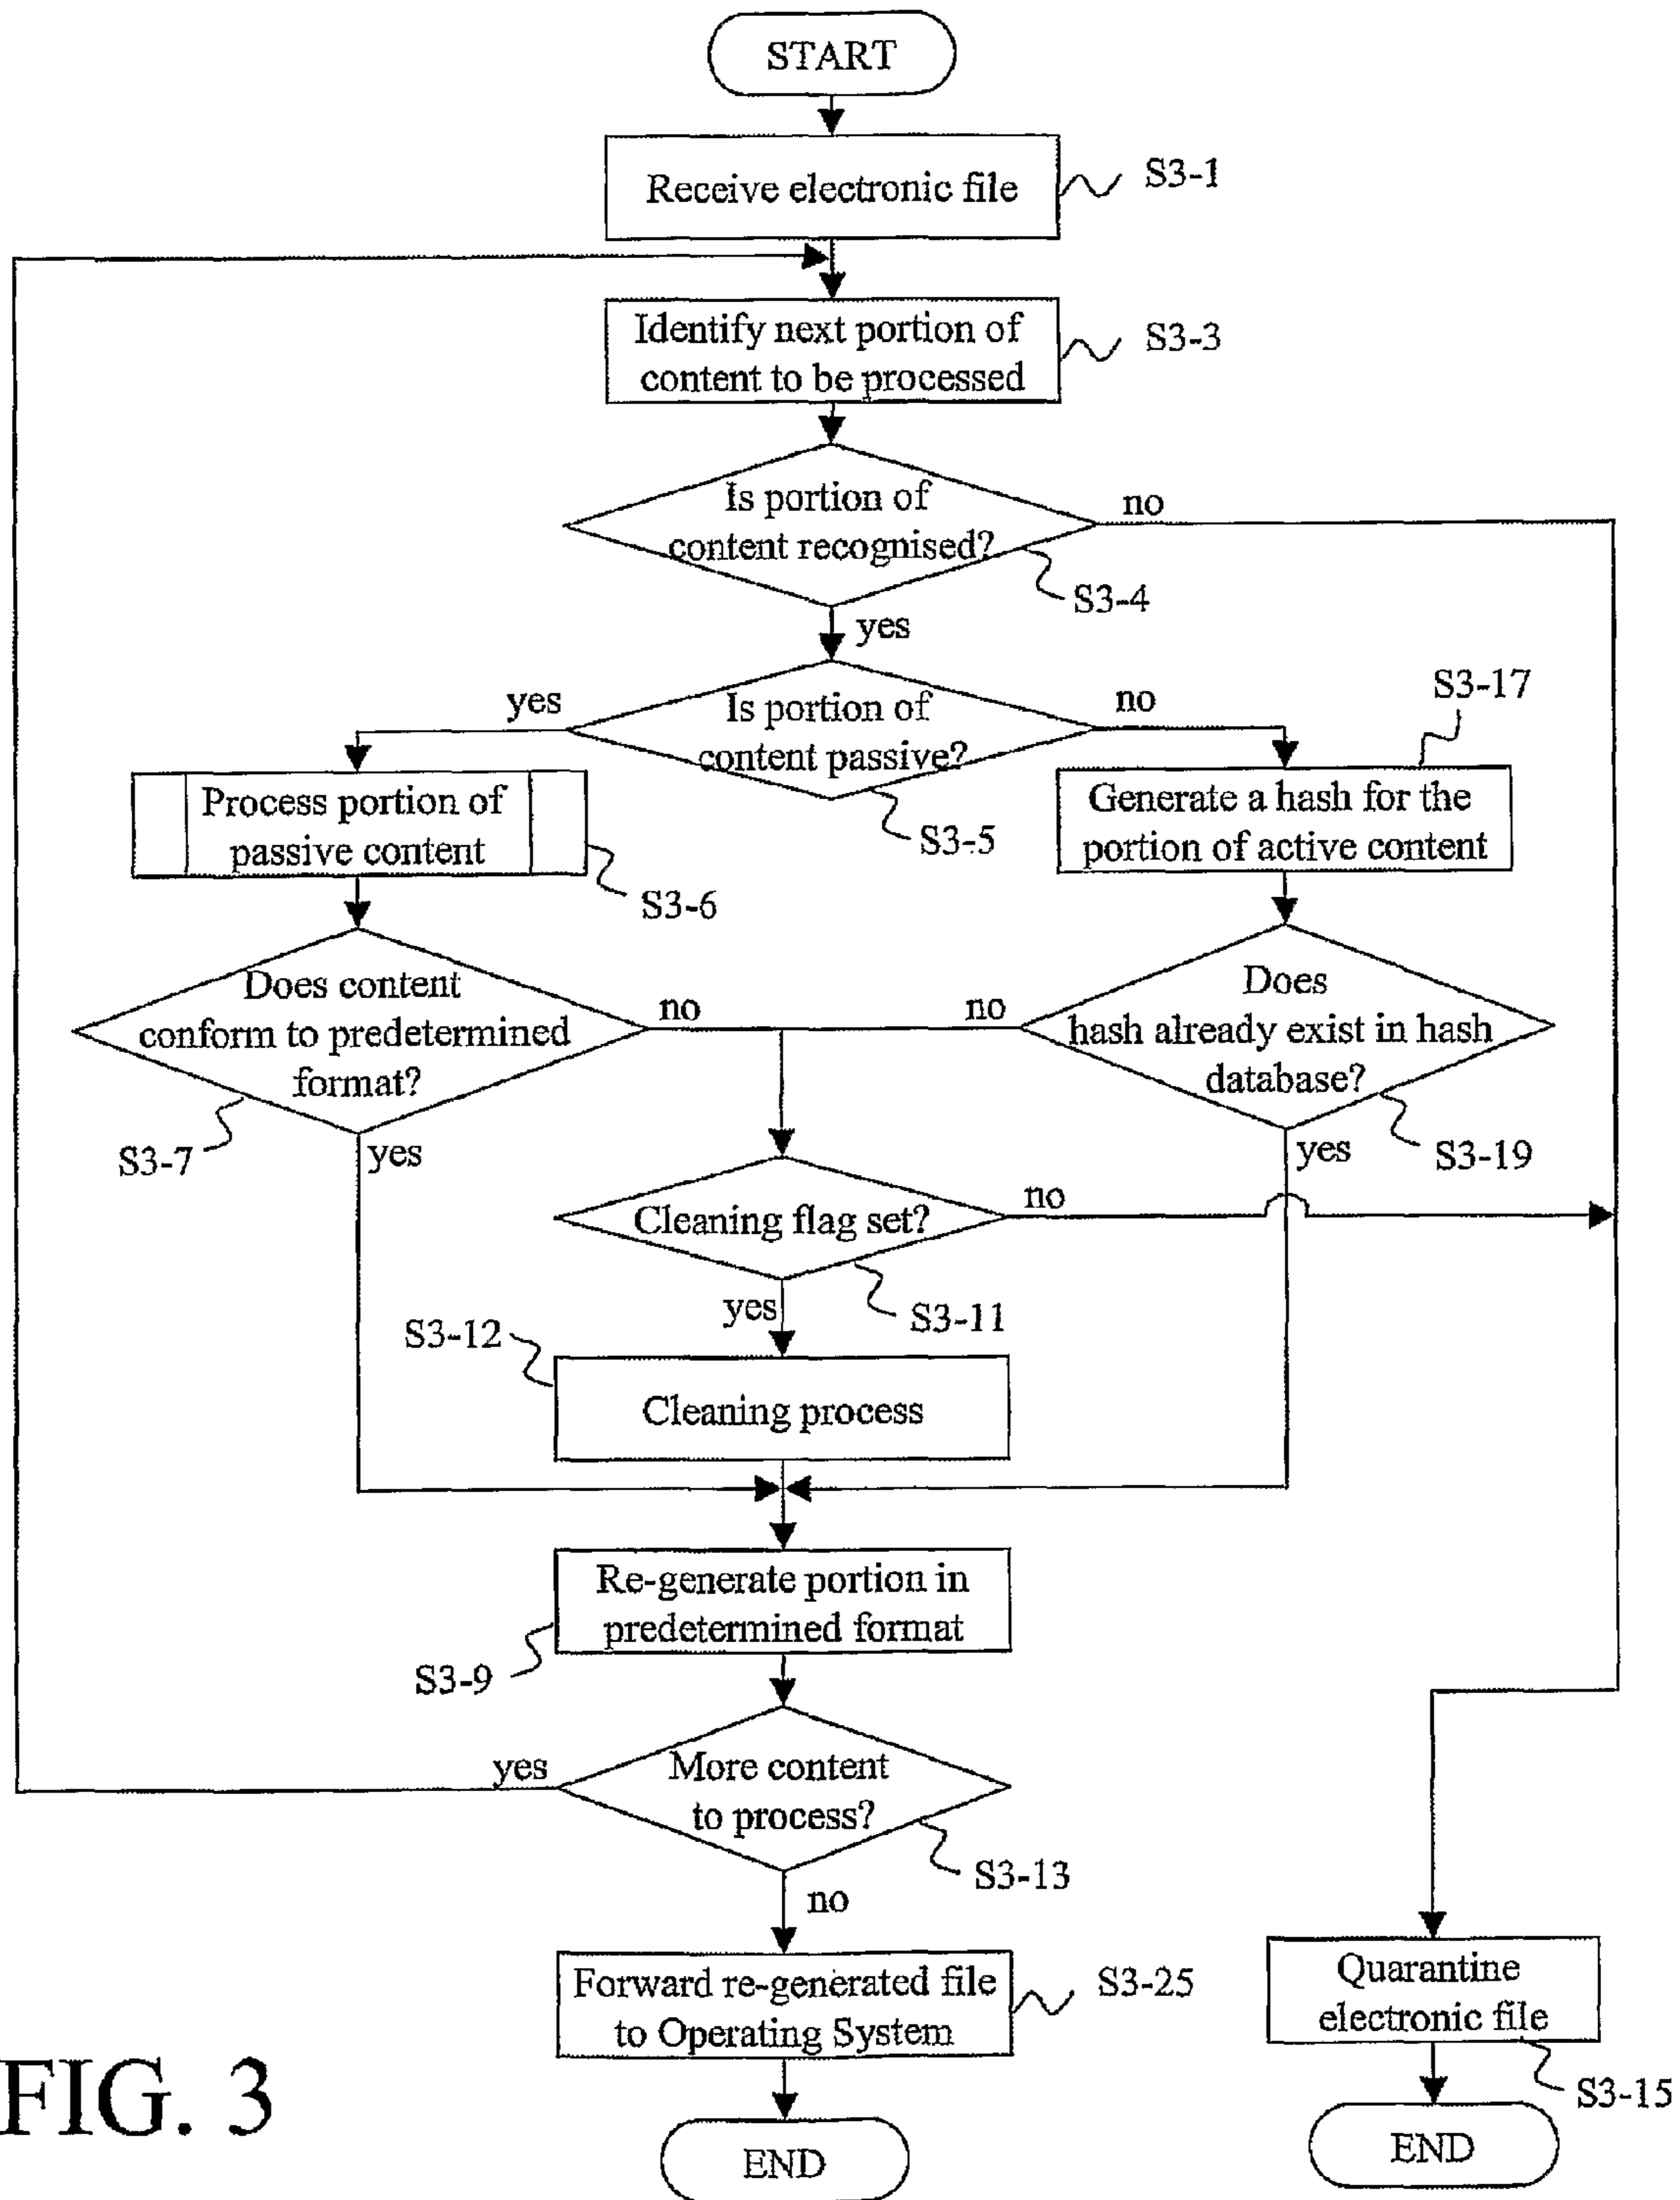 START
Receive electronic file
S3-1
Identify next portion of
content to be processed
S3-3
Is portion of
content recognised?
no
S3-4
yes
Is portion of
content passive?
yes
no
S3-17
S3-5
Process portion of
passive content
S3-6
Generate a hash for the
portion of active content
Does content
conform to predetermined
format?
no
S3-7
yes
no
Does
hash already exist in hash
database?
S3-19
yes
Cleaning flag set?
no
S3-11
yes
S3-12
Cleaning process
Re-generate portion in
predetermined format
S3-9
More content
to process?
yes
S3-13
no
Forward re-generated file
to Operating System
S3-25
Quarantine
electronic file
S3-15
END
END
FIG. 3